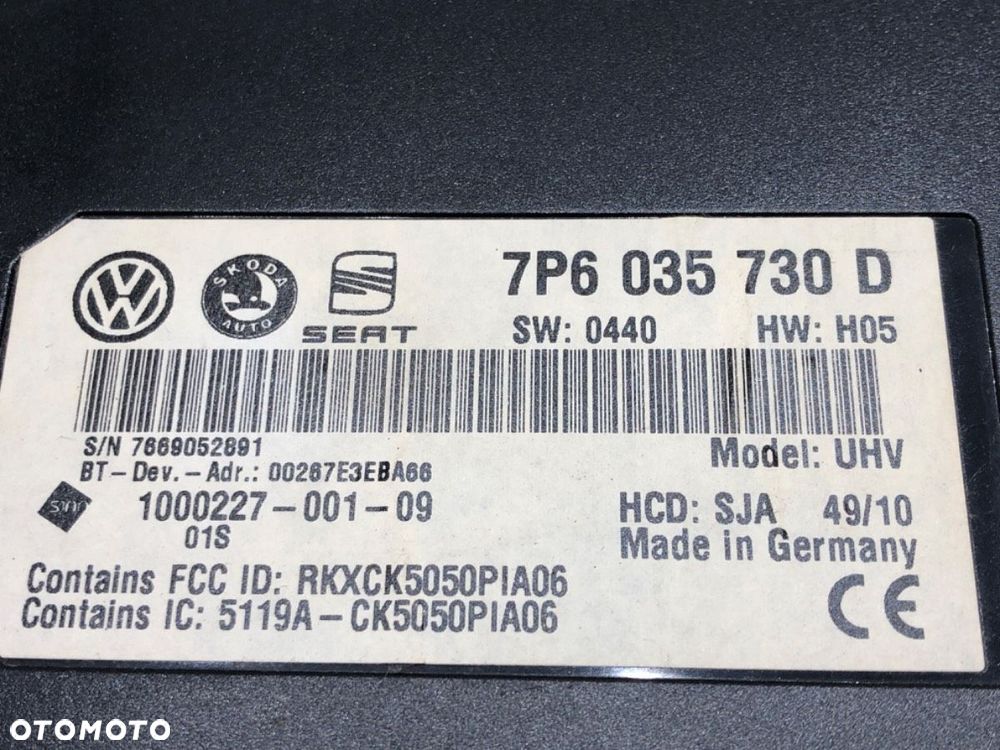 SKODA
AUTO
SEAT
7P6 035 730 D
SW: 0440
HW: H05
S/N 7669052891
BT-Dev.-Adr.: 00267E3EBA66
Model: UHV
1000227-001-09
01S
HCD: SJA 49/10
Made in Germany
Contains FCC ID: RKXCK5050PIA06
Contains IC: 5119A-CK5050PIA06
CE
OTOMOTO